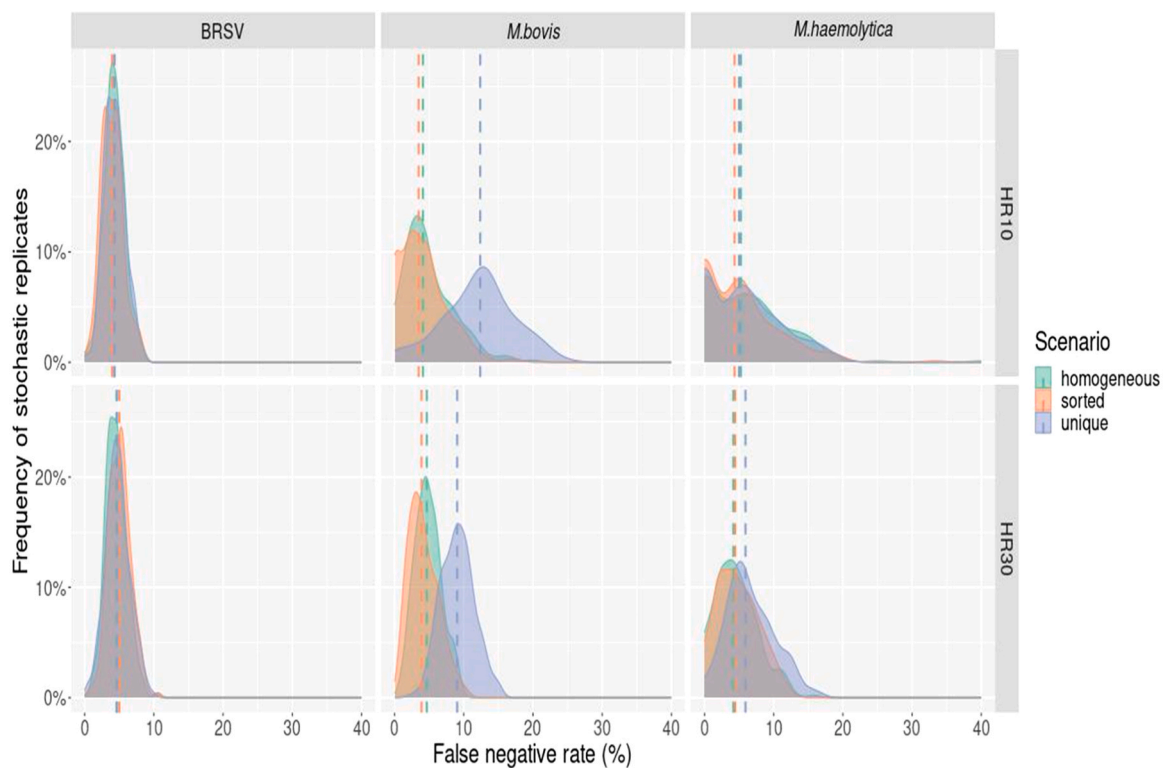 BRSV M.bovis M.haemolytica
20%
10%
0%
HR10
20%
10%
0%
HR30
0 10 20 30 40 0 10 20 30 40 0 10 20 30 40
False negative rate (%)
Frequency of stochastic replicates
Scenario
homogeneous
sorted
unique